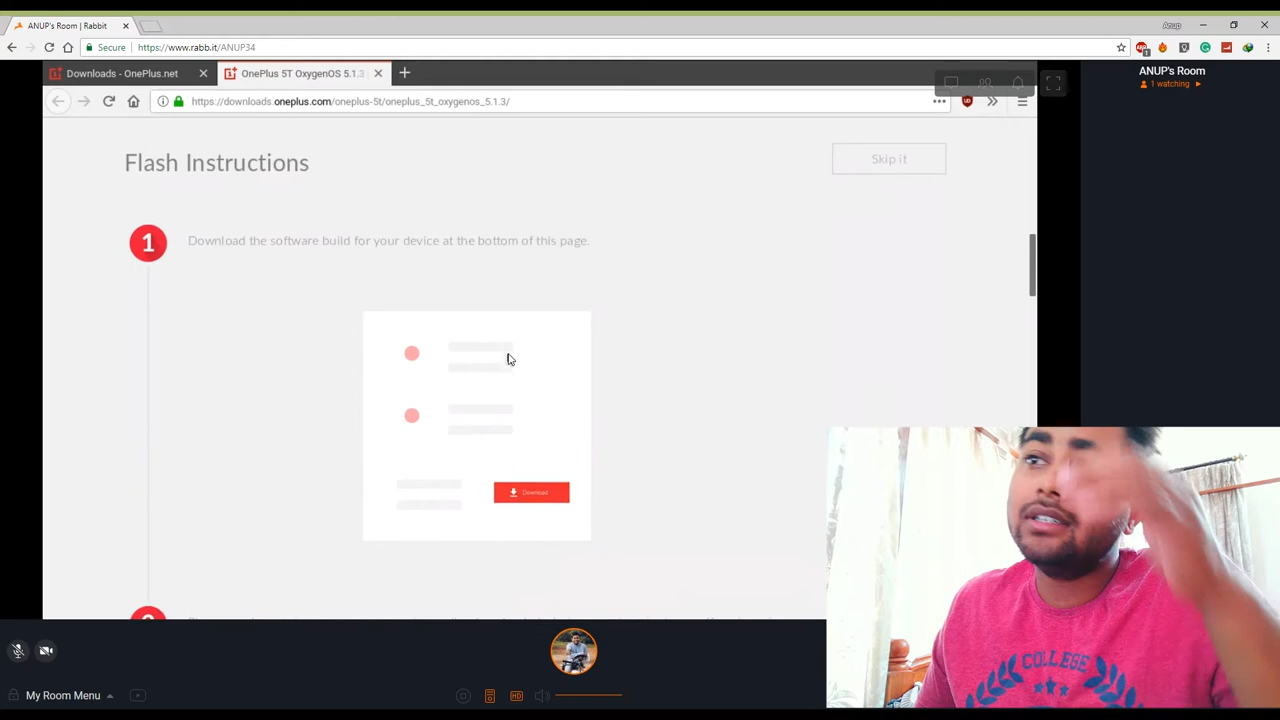 ANUP's Room | Rabbit
Anup
Secure
https://www.rabb.it/ANUP34
Downloads - OnePlus.net
OnePlus 5T OxygenOS 5.1.3
https://downloads.oneplus.com/oneplus-5t/oneplus_5t_oxygenos_5.1.3/
ANUP's Room
1 watching
Flash Instructions
Skip it
1
Download the software build for your device at the bottom of this page.
Download
COLLEGE
My Room Menu
HD